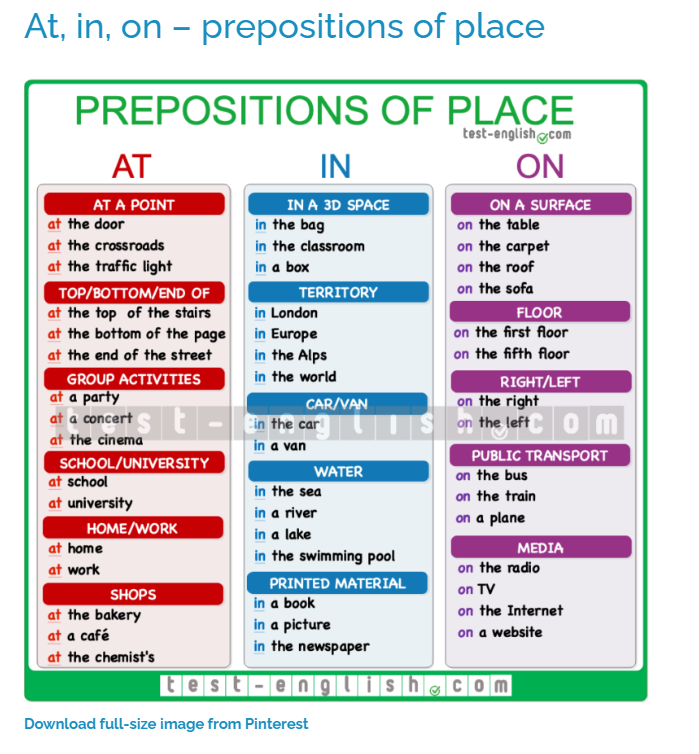 At, in, on – prepositions of place
PREPOSITIONS OF PLACE
test-english.com
AT
AT A POINT
at the door
at the crossroads
at the traffic light
TOP/BOTTOM/END OF
at the top of the stairs
at the bottom of the page
at the end of the street
GROUP ACTIVITIES
at a party
at a concert
at the cinema
SCHOOL/UNIVERSITY
at school
at university
HOME/WORK
at home
at work
SHOPS
at the bakery
at a café
at the chemist's
IN
IN A 3D SPACE
in the bag
in the classroom
in a box
TERRITORY
in London
in Europe
in the Alps
in the world
CAR/VAN
in the car
in a van
WATER
in the sea
in a river
in a lake
in the swimming pool
PRINTED MATERIAL
in a book
in a picture
in the newspaper
ON
ON A SURFACE
on the table
on the carpet
on the roof
on the sofa
FLOOR
on the first floor
on the fifth floor
RIGHT/LEFT
on the right
on the left
PUBLIC TRANSPORT
on the bus
on the train
on a plane
MEDIA
on the radio
on TV
on the Internet
on a website
test-english.com
test-english.com
Download full-size image from Pinterest